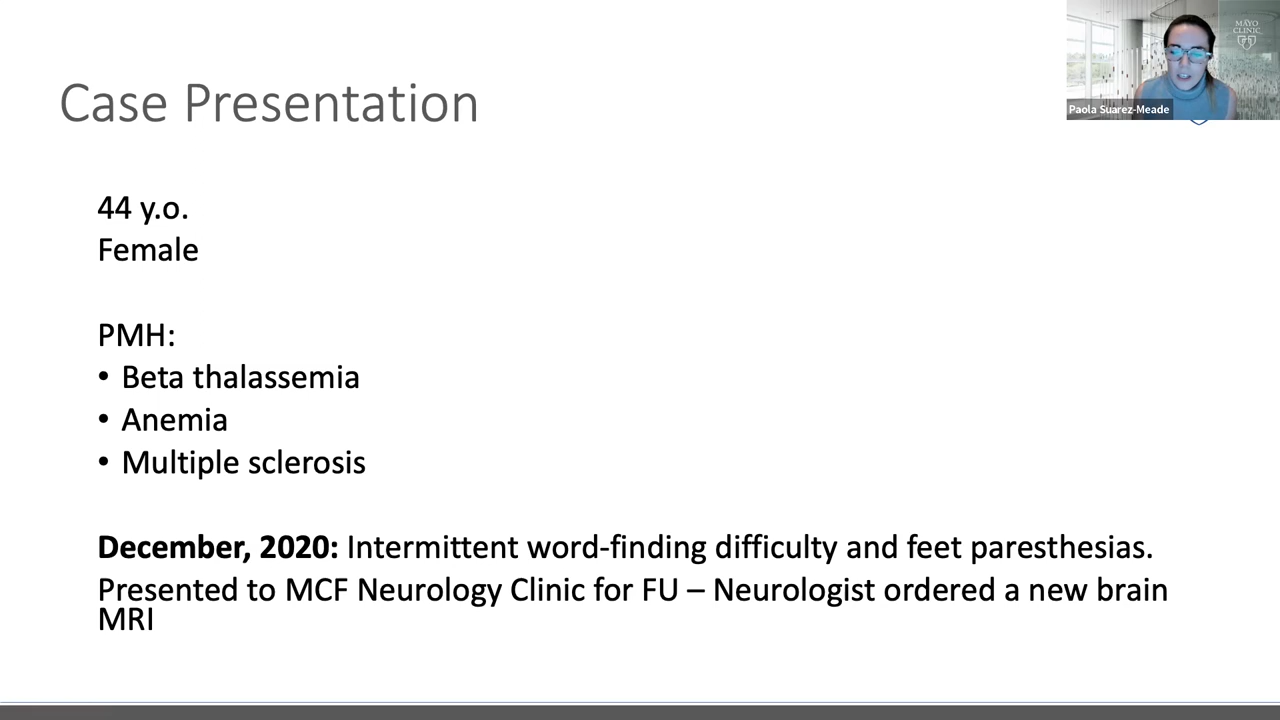 MAYO
CLINIC
Paola Suarez-Meade
Case Presentation
44 y.o.
Female
PMH:
• Beta thalassemia
• Anemia
• Multiple sclerosis
December, 2020: Intermittent word-finding difficulty and feet paresthesias.
Presented to MCF Neurology Clinic for FU – Neurologist ordered a new brain
MRI